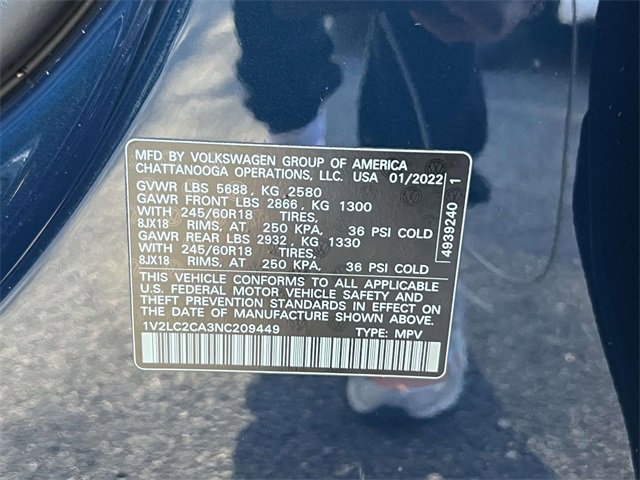 MFD BY VOLKSWAGEN GROUP OF AMERICA
CHATTANOOGA OPERATIONS, LLC. USA 01/2022
GVWR LBS 5688, KG 2580
GAWR FRONT LBS 2866, KG 1300
WITH 245/60R18 TIRES,
8JX18 RIMS, AT 250 KPA, 36 PSI COLD
GAWR REAR LBS 2932, KG 1330
WITH 245/60R18 TIRES,
8JX18 RIMS, AT 250 KPA, 36 PSI COLD
4939240 1
THIS VEHICLE CONFORMS TO ALL APPLICABLE
U.S. FEDERAL MOTOR VEHICLE SAFETY AND
THEFT PREVENTION STANDARDS IN EFFECT ON
DATE OF MANUFACTURE SHOWN ABOVE.
1V2LC2CA3NC209449 TYPE: MPV